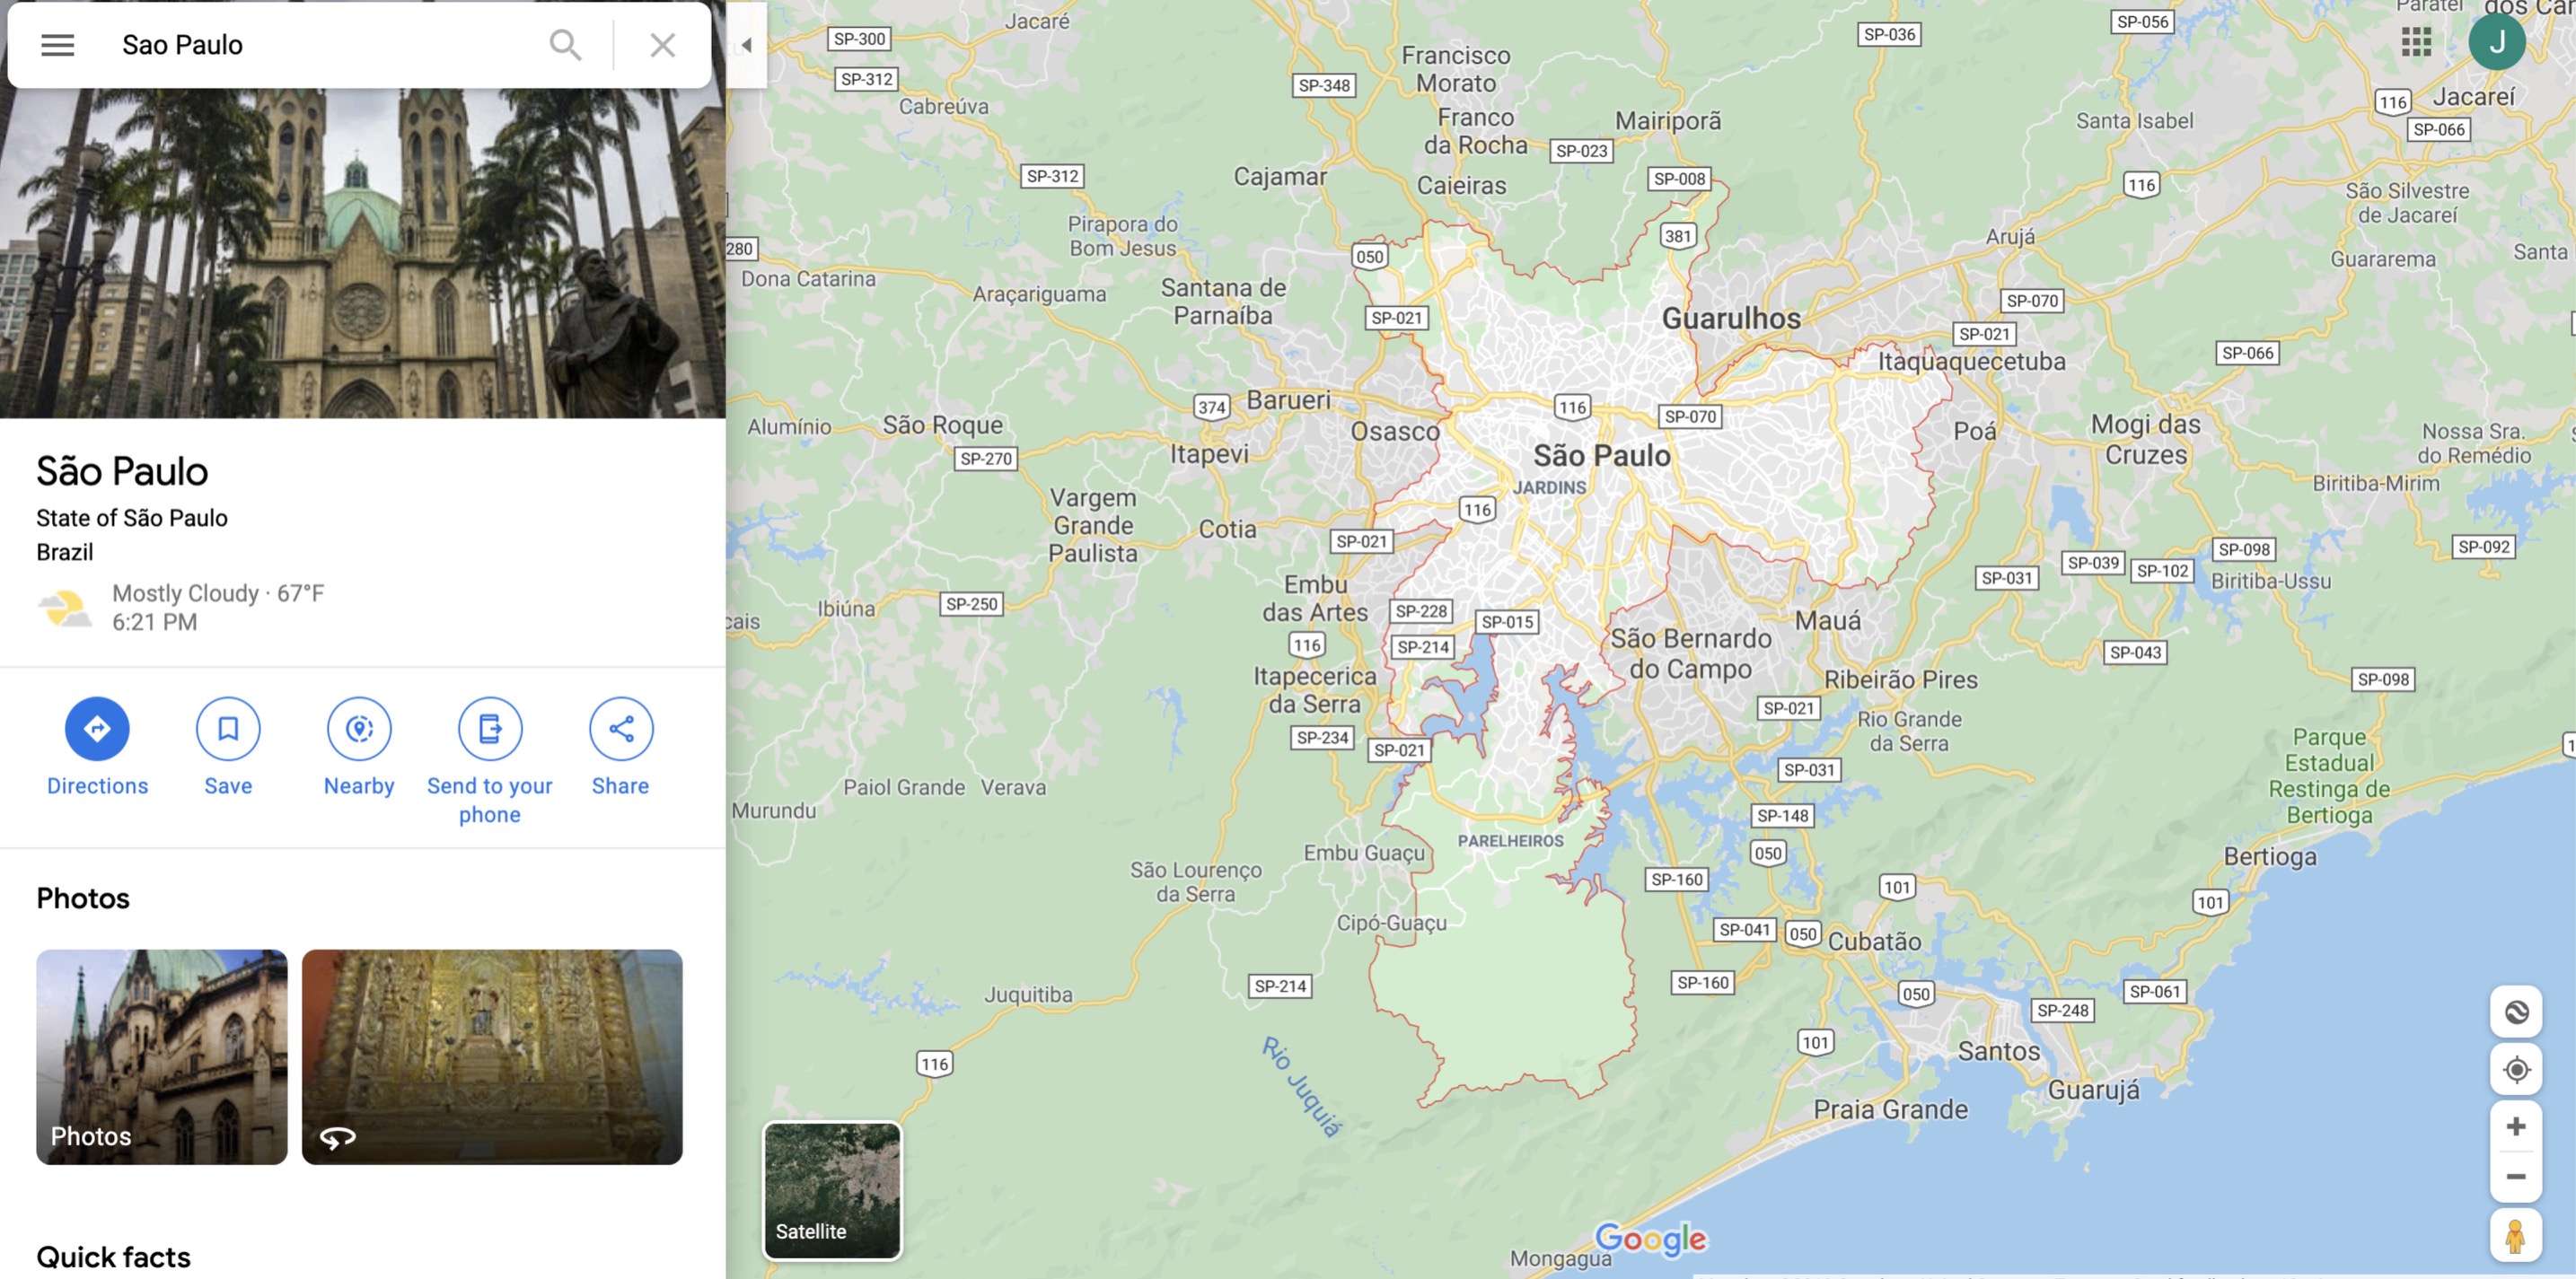 Sao Paulo
São Paulo
State of São Paulo
Brazil
Mostly Cloudy · 67°F
6:21 PM
Directions
Save
Nearby
Send to your
phone
Share
Photos
Photos
Quick facts
Jacaré
SP-300
SP-312
Cabreúva
SP-348
Francisco
Morato
Franco
da Rocha
Caieiras
Mairiporã
SP-023
SP-008
Cajamar
SP-036
SP-056
dos Car
116
Jacareí
SP-066
J
Santa Isabel
116
São Silvestre
de Jacareí
Guararema
Santa
Arujá
SP-312
Pirapora do
Bom Jesus
280
Dona Catarina
Araçariguama
Santana de
Parnaíba
050
381
SP-021
Guarulhos
SP-070
SP-021
Itaquaquecetuba
SP-066
374
Barueri
Osasco
116
SP-070
Alumínio
São Roque
SP-270
Itapevi
São Paulo
JARDINS
Poá
Mogi das
Cruzes
Nossa Sra.
do Remédio
Biritiba-Mirim
Vargem
Grande
Paulista
Cotia
116
SP-021
SP-039
SP-102
SP-098
SP-092
SP-031
Biritiba-Ussu
Embu
das Artes
SP-228
SP-015
cais
Ibiúna
SP-250
116
SP-214
São Bernardo
do Campo
Mauá
SP-043
Itapecerica
da Serra
Ribeirão Pires
SP-098
SP-021
Rio Grande
da Serra
SP-234
SP-021
SP-031
Parque
Estadual
Restinga de
Bertioga
Paiol Grande
Verava
Murundu
SP-148
PARELHEIROS
050
Embu Guaçu
Bertioga
São Lourenço
da Serra
SP-160
101
101
Cipó-Guaçu
SP-041
050
Cubatão
SP-214
SP-160
050
SP-061
SP-248
Juquitiba
Rio Juquiá
101
Santos
116
Guarujá
Praia Grande
Satellite
Google
Mongaguá